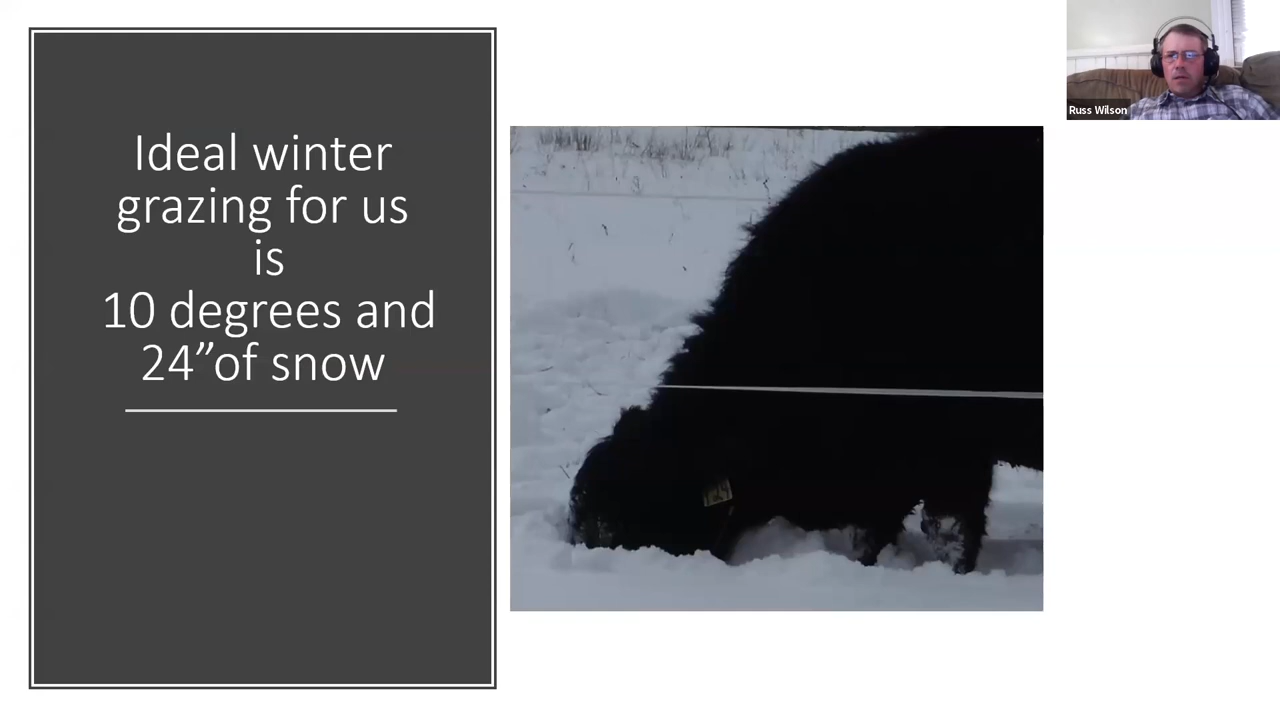 Ideal winter
grazing for us
is
10 degrees and
24”of snow
Russ Wilson